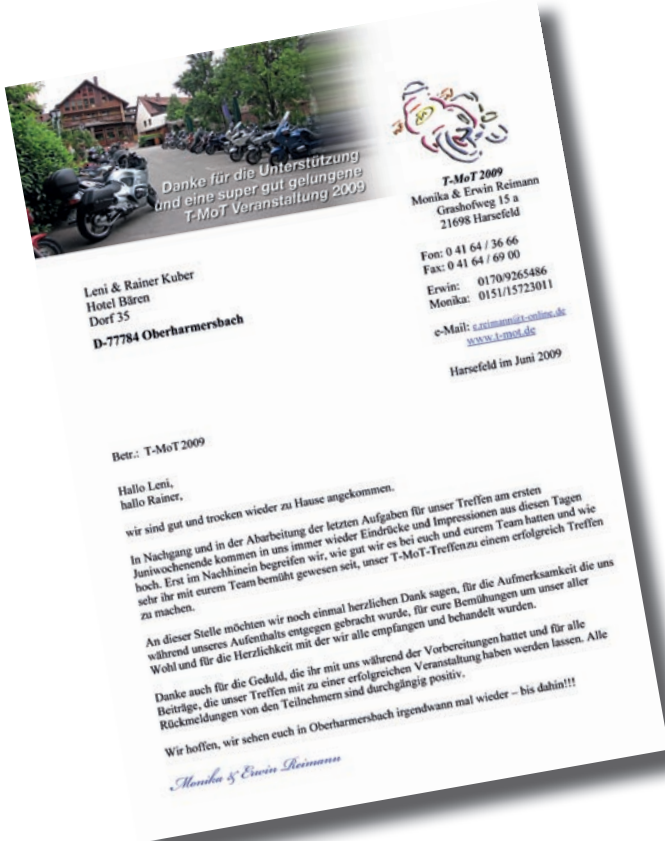 Danke für die Unterstützung
und eine super gut gelungene
T-MoT Veranstaltung 2009
T-MoT 2009
Monika & Erwin Reimann
Grashofweg 15 a
21698 Harsefeld
Fon: 0 41 64 / 36 66
Fax: 0 41 64 / 69 00
Erwin: 0170/9265486
Monika: 0151/15723011
e-Mail: e.reimann@t-online.de
www.t-mot.de
Harsefeld im Juni 2009
Leni & Rainer Kuber
Hotel Bären
Dorf 35
D-77784 Oberharmersbach
Betr.: T-MoT 2009
Hallo Leni,
hallo Rainer,
wir sind gut und trocken wieder zu Hause angekommen.
In Nachgang und in der Abarbeitung der letzten Aufgaben für unser Treffen am ersten
Juniwochenende kommen in uns immer wieder Eindrücke und Impressionen aus diesen Tagen
hoch. Erst im Nachhinein begreifen wir, wie gut wir es bei euch und eurem Team hatten und wie
sehr ihr mit eurem Team bemüht gewesen seit, unser T-MoT-Treffenzu einem erfolgreich Treffen
zu machen.
An dieser Stelle möchten wir noch einmal herzlichen Dank sagen, für die Aufmerksamkeit die uns
während unseres Aufenthalts entgegen gebracht wurde, für eure Bemühungen um unser aller
Wohl und für die Herzlichkeit mit der wir alle empfangen und behandelt wurden.
Danke auch für die Geduld, die ihr mit uns während der Vorbereitungen hattet und für alle
Beiträge, die unser Treffen mit zu einer erfolgreichen Veranstaltung haben werden lassen. Alle
Rückmeldungen von den Teilnehmern sind durchgängig positiv.
Wir hoffen, wir sehen euch in Oberharmersbach irgendwann mal wieder – bis dahin!!!
Monika & Erwin Reimann